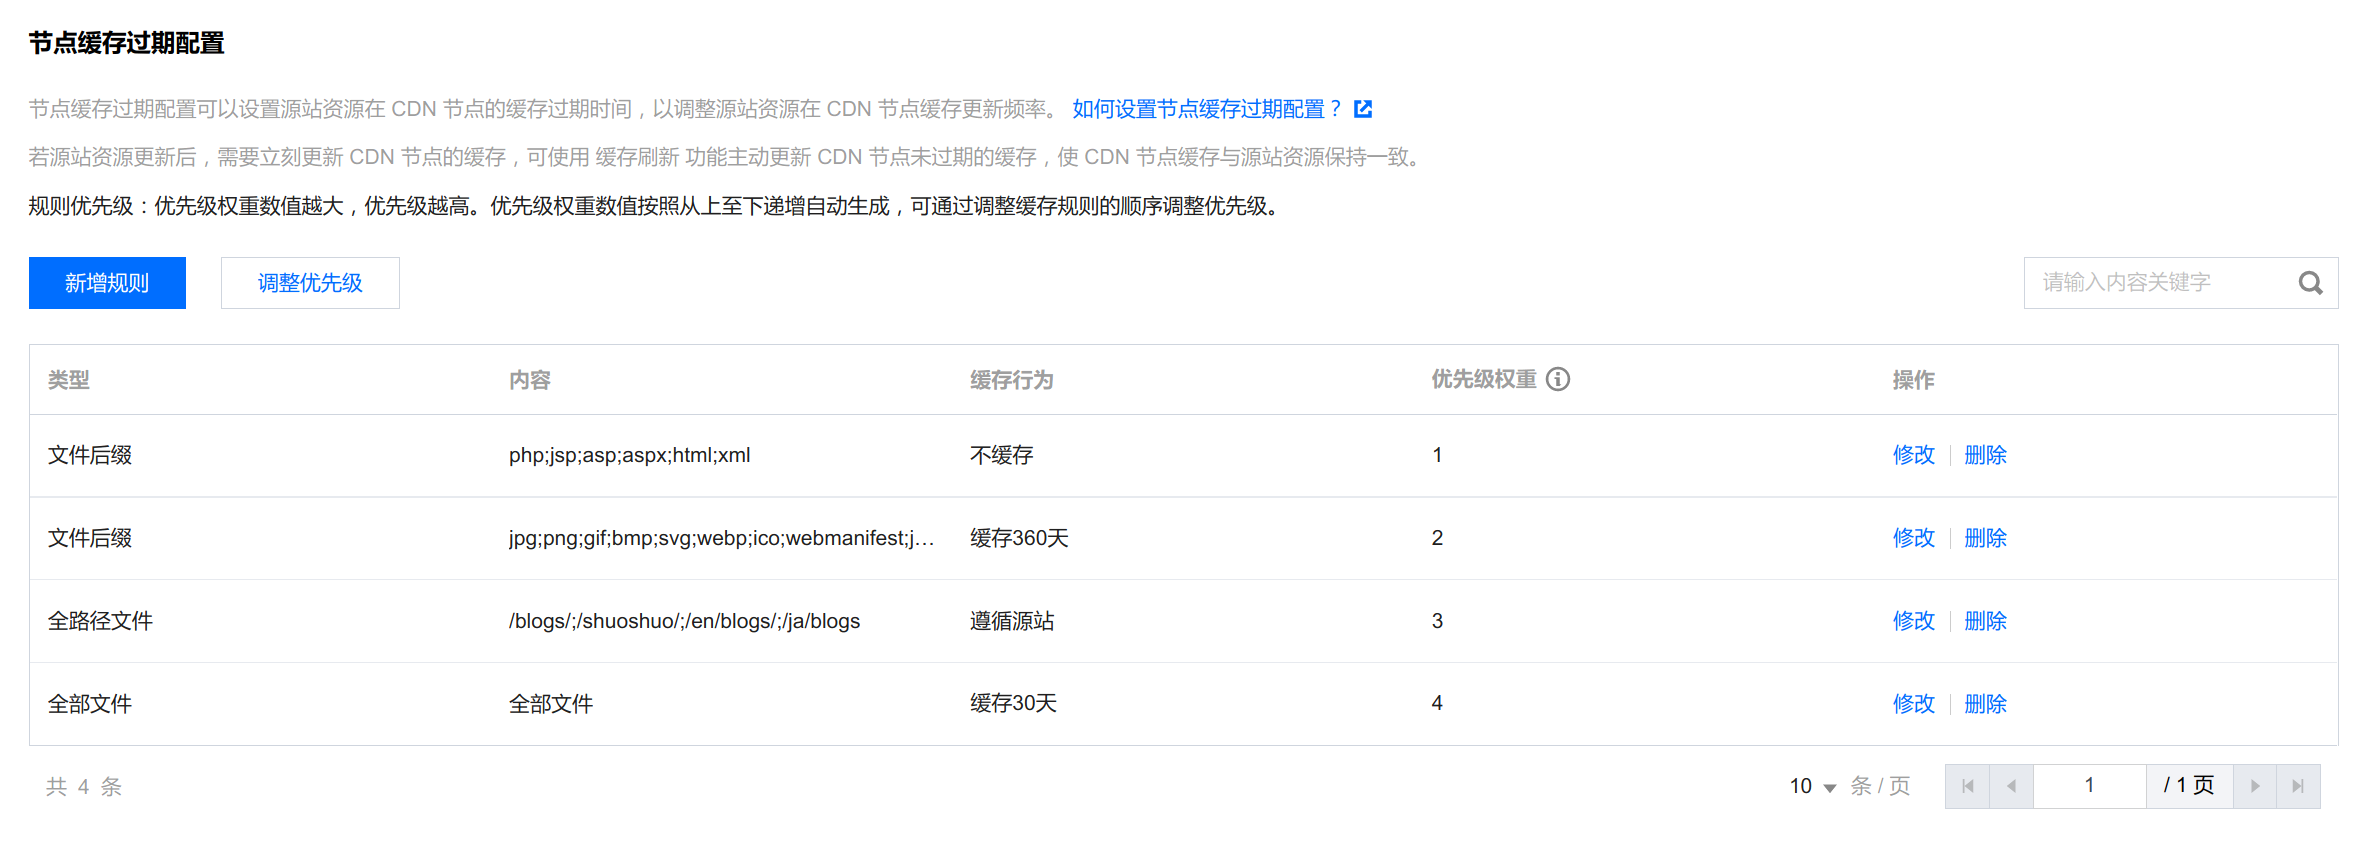 节点缓存过期配置
节点缓存过期配置可以设置源站资源在 CDN 节点的缓存过期时间，以调整源站资源在 CDN 节点缓存更新频率。 如何设置节点缓存过期配置？
若源站资源更新后，需要立刻更新 CDN 节点的缓存，可使用 缓存刷新 功能主动更新 CDN 节点未过期的缓存，使 CDN 节点缓存与源站资源保持一致。
规则优先级：优先级权重数值越大，优先级越高。优先级权重数值按照从上至下递增自动生成，可通过调整缓存规则的顺序调整优先级。
新增规则 调整优先级 请输入内容关键字
类型 内容 缓存行为 优先级权重 操作
文件后缀 php;jsp;asp;aspx;html;xml 不缓存 1 修改 删除
文件后缀 jpg;png;gif;bmp;svg;webp;ico;webmanifest;j... 缓存360天 2 修改 删除
全路径文件 /blogs/;/shuoshuo/;/en/blogs/;/ja/blogs 遵循源站 3 修改 删除
全部文件 全部文件 缓存30天 4 修改 删除
共 4 条 10 条 / 页 1 / 1 页